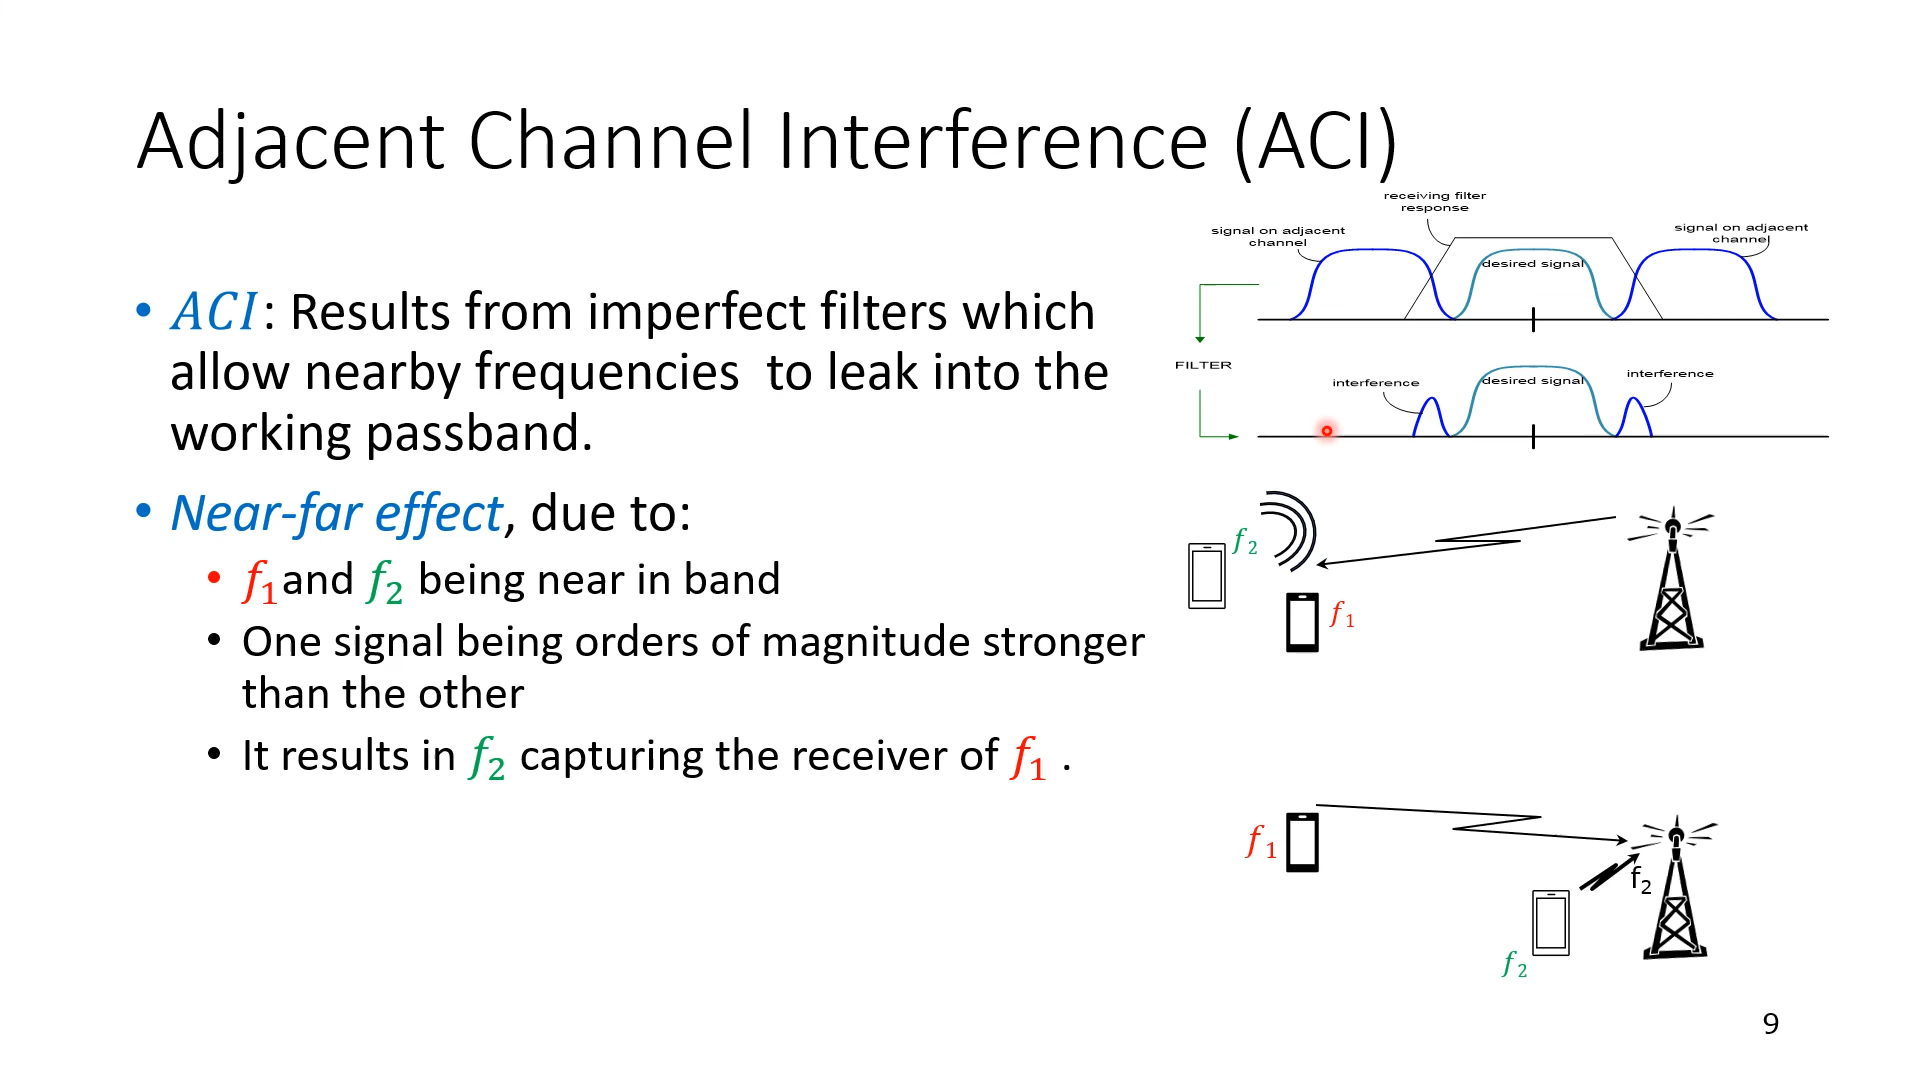 Adjacent Channel Interference (ACI)
• ACI: Results from imperfect filters which
allow nearby frequencies to leak into the
working passband.
• Near-far effect, due to:
• f₁and f₂ being near in band
• One signal being orders of magnitude stronger
than the other
• It results in f₂ capturing the receiver of f₁ .
receiving filter
response
signal on adjacent
channel
signal on adjacent
channel
desired signal
FILTER
interference
desired signal
interference
f₂
f₁
f₁
f₂
f₂
9